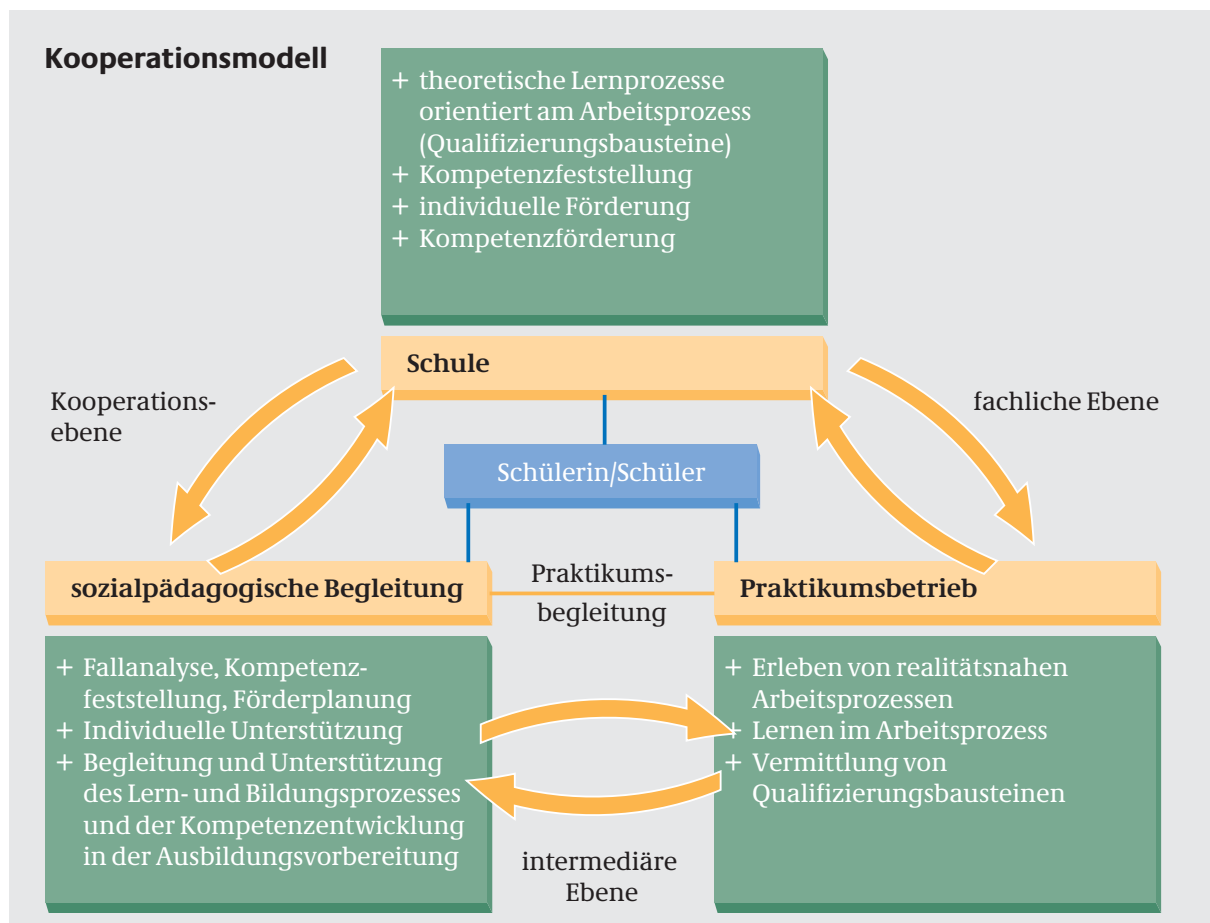 Kooperationsmodell
+ theoretische Lernprozesse
orientiert am Arbeitsprozess
(Qualifizierungsbausteine)
+ Kompetenzfeststellung
+ individuelle Förderung
+ Kompetenzförderung
Schule
Kooperations-
ebene
fachliche Ebene
Schülerin/Schüler
sozialpädagogische Begleitung
Praktikums-
begleitung
Praktikumsbetrieb
+ Fallanalyse, Kompetenz-
feststellung, Förderplanung
+ Individuelle Unterstützung
+ Begleitung und Unterstützung
des Lern- und Bildungsprozesses
und der Kompetenzentwicklung
in der Ausbildungsvorbereitung
+ Erleben von realitätsnahen
Arbeitsprozessen
+ Lernen im Arbeitsprozess
+ Vermittlung von
Qualifizierungsbausteinen
intermediäre
Ebene